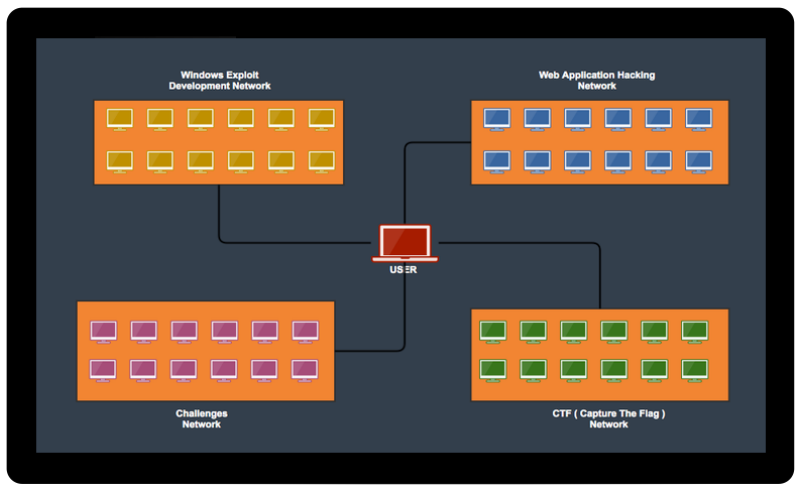 Windows Exploit
Development Network
Web Application Hacking
Network
USER
Challenges
Network
CTF ( Capture The Flag )
Network